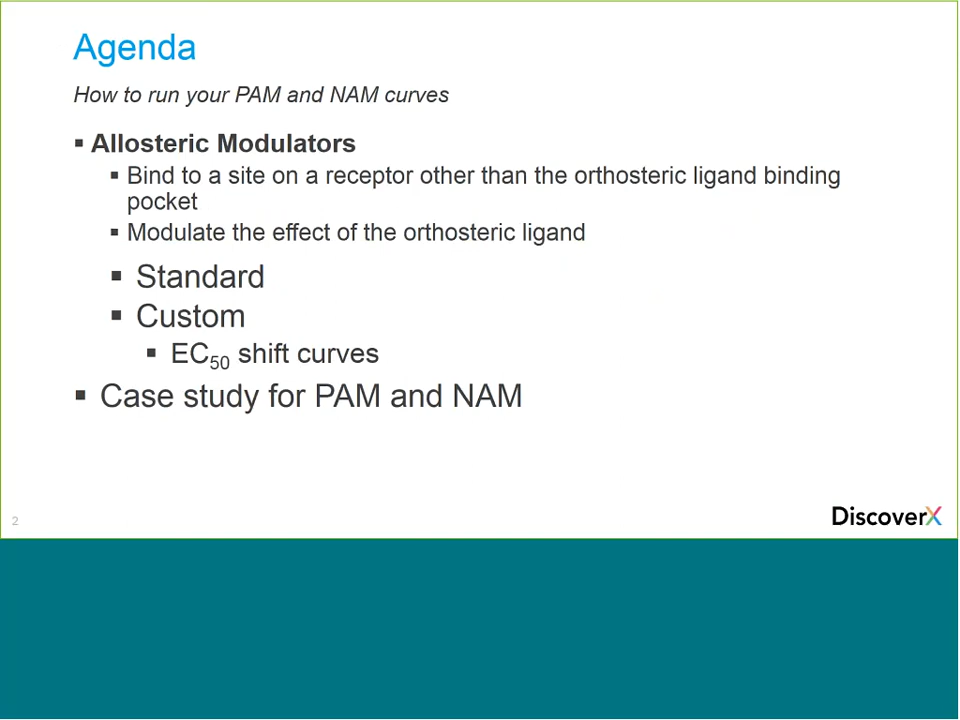 Agenda
How to run your PAM and NAM curves
▪ Allosteric Modulators
▪ Bind to a site on a receptor other than the orthosteric ligand binding
pocket
▪ Modulate the effect of the orthosteric ligand
▪ Standard
▪ Custom
▪ EC₅₀ shift curves
▪ Case study for PAM and NAM
2
DiscoverX